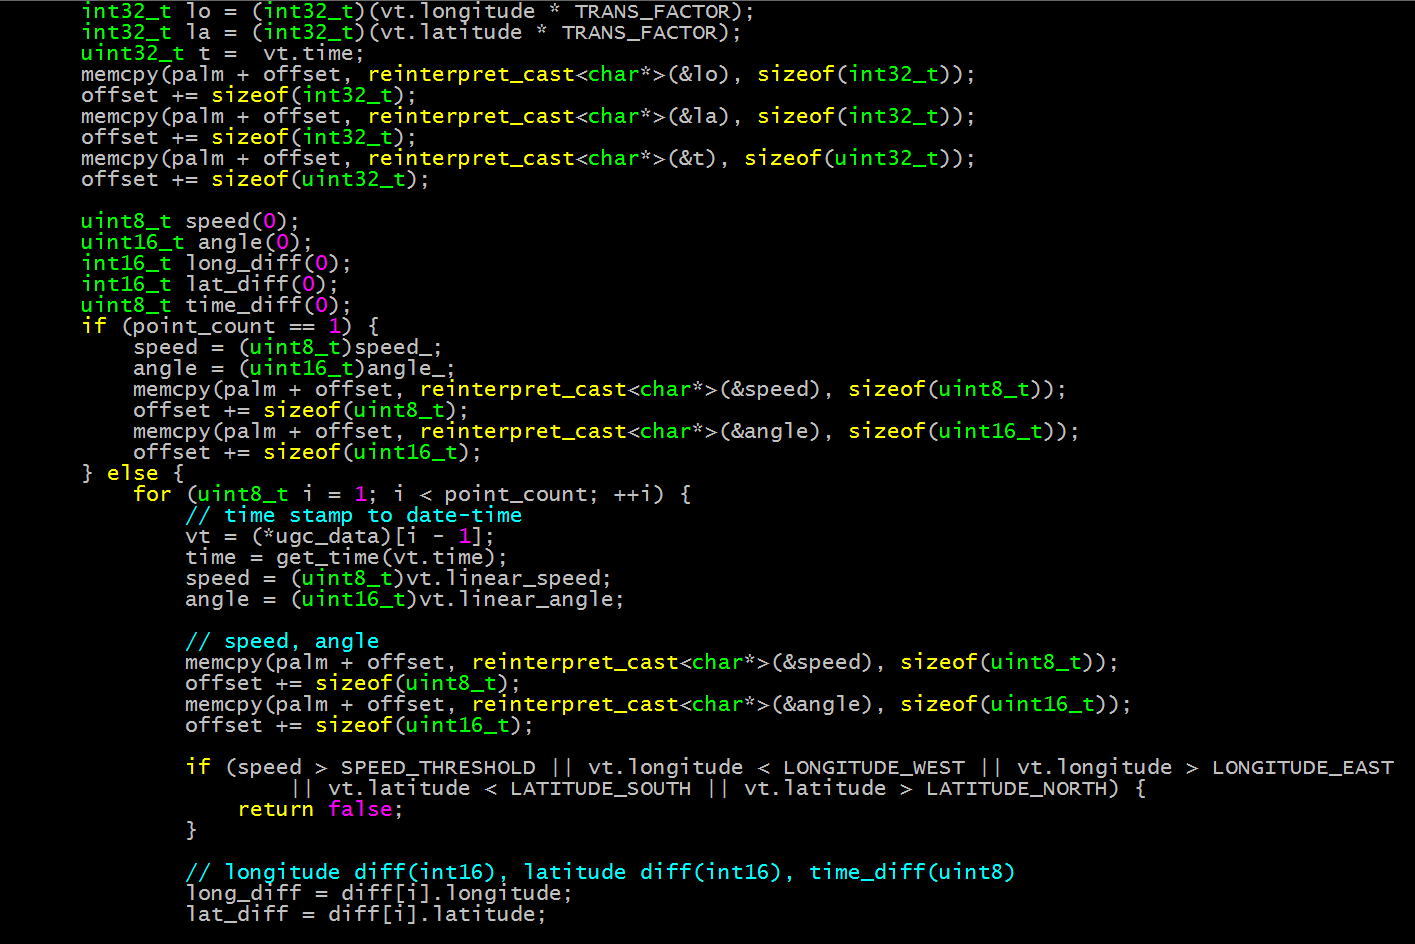 int32_t lo = (int32_t)(vt.longitude * TRANS_FACTOR);
int32_t la = (int32_t)(vt.latitude * TRANS_FACTOR);
uint32_t t =  vt.time;
memcpy(palm + offset, reinterpret_cast<char*>(&lo), sizeof(int32_t));
offset += sizeof(int32_t);
memcpy(palm + offset, reinterpret_cast<char*>(&la), sizeof(int32_t));
offset += sizeof(int32_t);
memcpy(palm + offset, reinterpret_cast<char*>(&t), sizeof(uint32_t));
offset += sizeof(uint32_t);

uint8_t speed(0);
uint16_t angle(0);
int16_t long_diff(0);
int16_t lat_diff(0);
uint8_t time_diff(0);
if (point_count == 1) {
    speed = (uint8_t)speed_;
    angle = (uint16_t)angle_;
    memcpy(palm + offset, reinterpret_cast<char*>(&speed), sizeof(uint8_t));
    offset += sizeof(uint8_t);
    memcpy(palm + offset, reinterpret_cast<char*>(&angle), sizeof(uint16_t));
    offset += sizeof(uint16_t);
} else {
    for (uint8_t i = 1; i < point_count; ++i) {
        // time stamp to date-time
        vt = (*ugc_data)[i - 1];
        time = get_time(vt.time);
        speed = (uint8_t)vt.linear_speed;
        angle = (uint16_t)vt.linear_angle;

        // speed, angle
        memcpy(palm + offset, reinterpret_cast<char*>(&speed), sizeof(uint8_t));
        offset += sizeof(uint8_t);
        memcpy(palm + offset, reinterpret_cast<char*>(&angle), sizeof(uint16_t));
        offset += sizeof(uint16_t);

        if (speed > SPEED_THRESHOLD || vt.longitude < LONGITUDE_WEST || vt.longitude > LONGITUDE_EAST
                || vt.latitude < LATITUDE_SOUTH || vt.latitude > LATITUDE_NORTH) {
            return false;
        }

        // longitude diff(int16), latitude diff(int16), time_diff(uint8)
        long_diff = diff[i].longitude;
        lat_diff = diff[i].latitude;